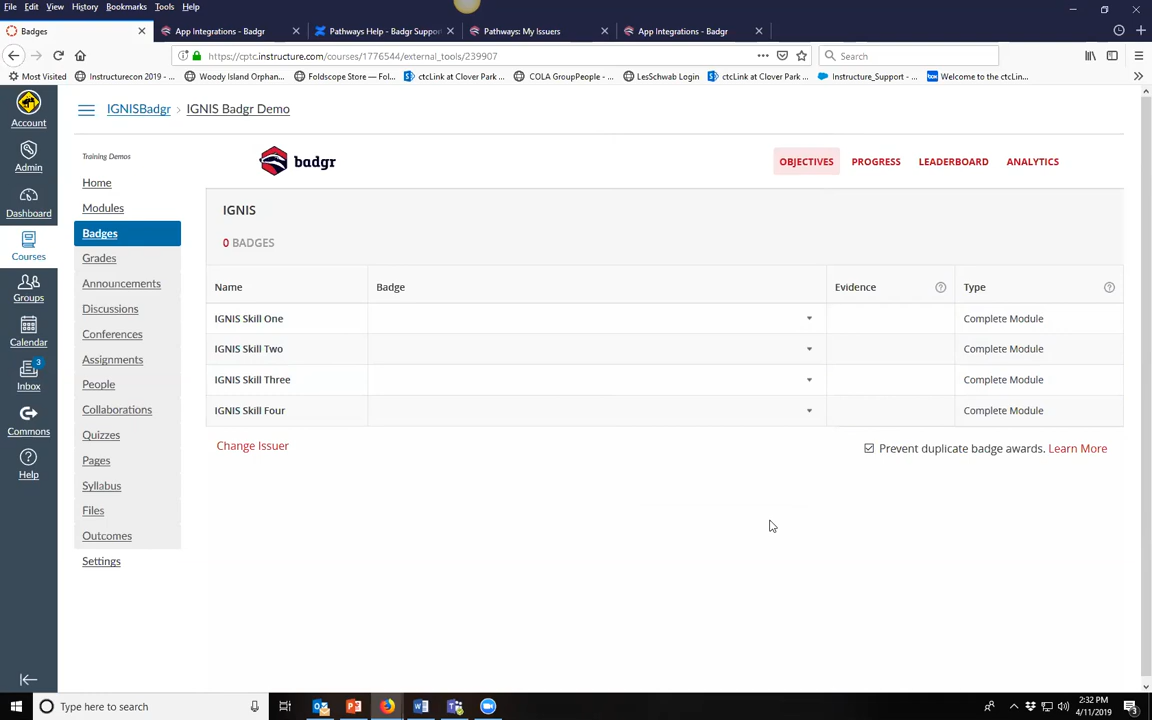 File Edit View History Bookmarks Tools Help
Badges
App Integrations - Badgr
Pathways Help - Badgr Suppor
Pathways: My Issuers
App Integrations - Badgr
https://cptc.instructure.com/courses/1776544/external_tools/239907
Search
Most Visited
Instructurecon 2019 - ...
Woody Island Orphan...
Foldscope Store — Fol...
ctcLink at Clover Park ...
COLA GroupPeople - ...
LesSchwab Login
ctcLink at Clover Park ...
Instructure_Support - ...
Welcome to the ctcLin...
Account
Admin
Dashboard
Courses
Groups
Calendar
3
Inbox
Commons
Help
IGNISBadgr › IGNIS Badgr Demo
Training Demos
Home
Modules
Badges
Grades
Announcements
Discussions
Conferences
Assignments
People
Collaborations
Quizzes
Pages
Syllabus
Files
Outcomes
Settings
badgr
OBJECTIVES PROGRESS LEADERBOARD ANALYTICS
IGNIS
0 BADGES
Name Badge Evidence ? Type ?
IGNIS Skill One Complete Module
IGNIS Skill Two Complete Module
IGNIS Skill Three Complete Module
IGNIS Skill Four Complete Module
Change Issuer
Prevent duplicate badge awards. Learn More
Type here to search
2:32 PM
4/11/2019
3